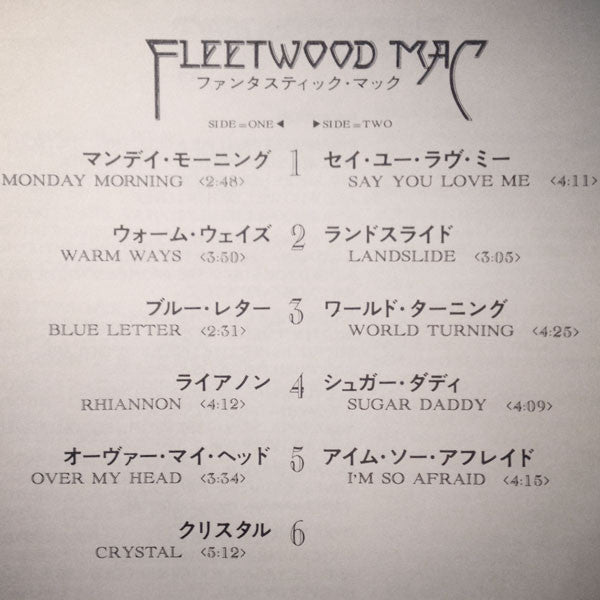 FLEETWOOD MAC
ファンタスティック・マック
SIDE=ONE◀ ▶SIDE=TWO
マンデイ・モーニング 1 セイ・ユー・ラヴ・ミー
MONDAY MORNING <2:48> SAY YOU LOVE ME <4:11>
ウォーム・ウェイズ 2 ランドスライド
WARM WAYS <3:50> LANDSLIDE <3:05>
ブルー・レター 3 ワールド・ターニング
BLUE LETTER <2:31> WORLD TURNING <4:25>
ライアノン 4 シュガー・ダディ
RHIANNON <4:12> SUGAR DADDY <4:09>
オーヴァー・マイ・ヘッド 5 アイム・ソー・アフレイド
OVER MY HEAD <3:34> I'M SO AFRAID <4:15>
クリスタル 6
CRYSTAL <5:12>